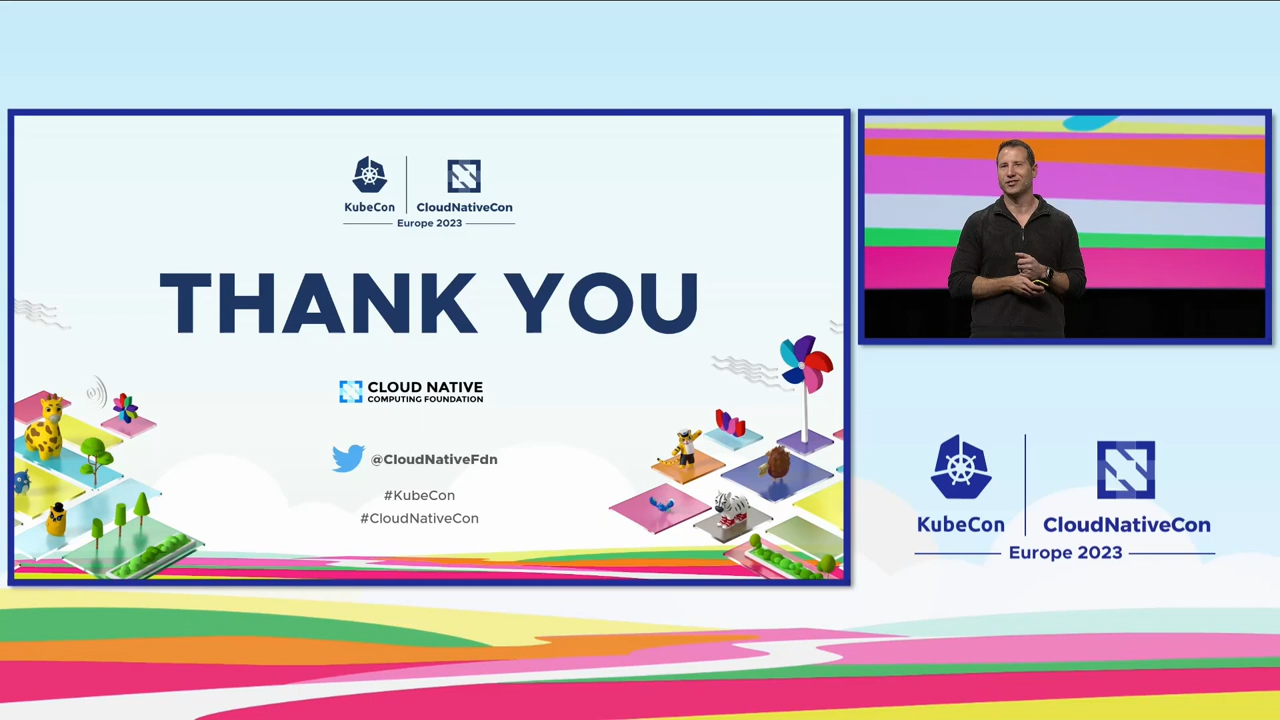 KubeCon
CloudNativeCon
Europe 2023
THANK YOU
CLOUD NATIVE
COMPUTING FOUNDATION
@CloudNativeFdn
#KubeCon
#CloudNativeCon
KubeCon
CloudNativeCon
Europe 2023